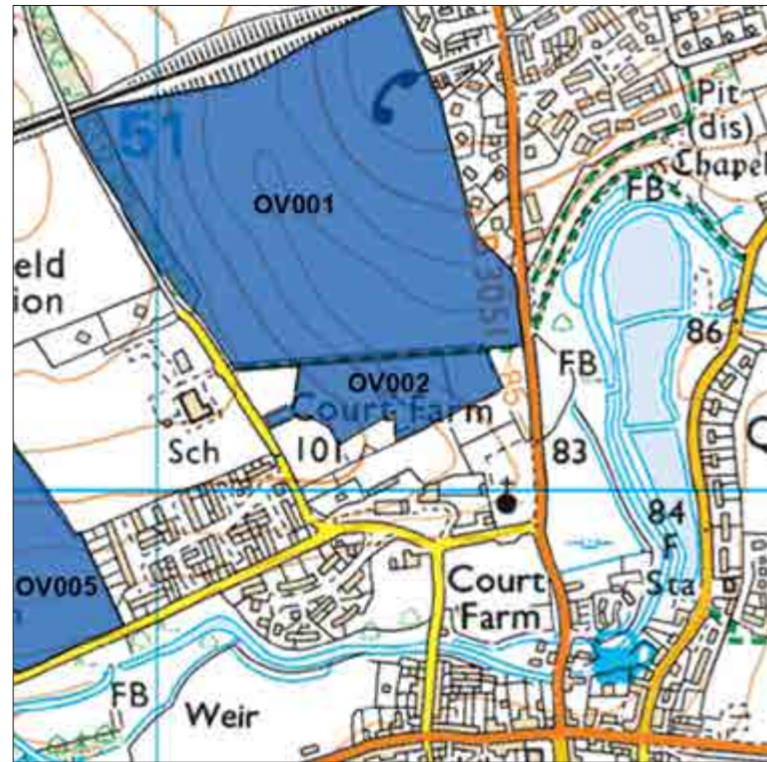 51
OV001
Pit
(dis)
Chapel
FB
eld
ion
B 3051
86
FB
OV002
85
Court Farm
Sch
101
83
84
F
Sta
OV005
Court
Farm
FB
Weir